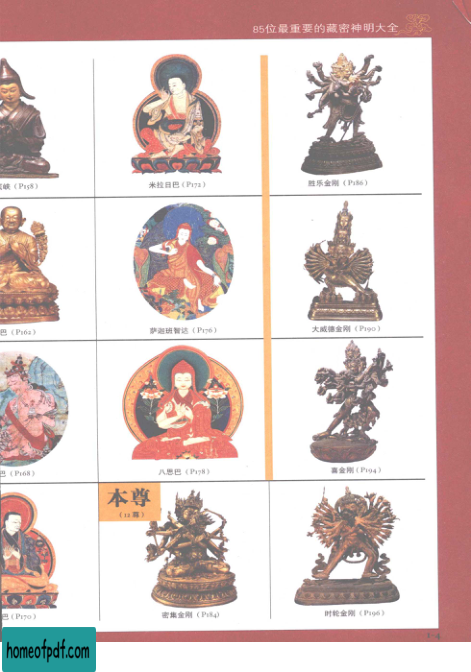 85位最重要的藏密神明大全
峡（P158）
米拉日巴（P172）
胜乐金刚（P186）
巴（P162）
萨迦班智达（P176）
大威德金刚（P190）
巴（P168）
八思巴（P178）
喜金刚（P194）
本尊
（11尊）
巴（P170）
密集金刚（P184）
时轮金刚（P196）
homeofpdf.com